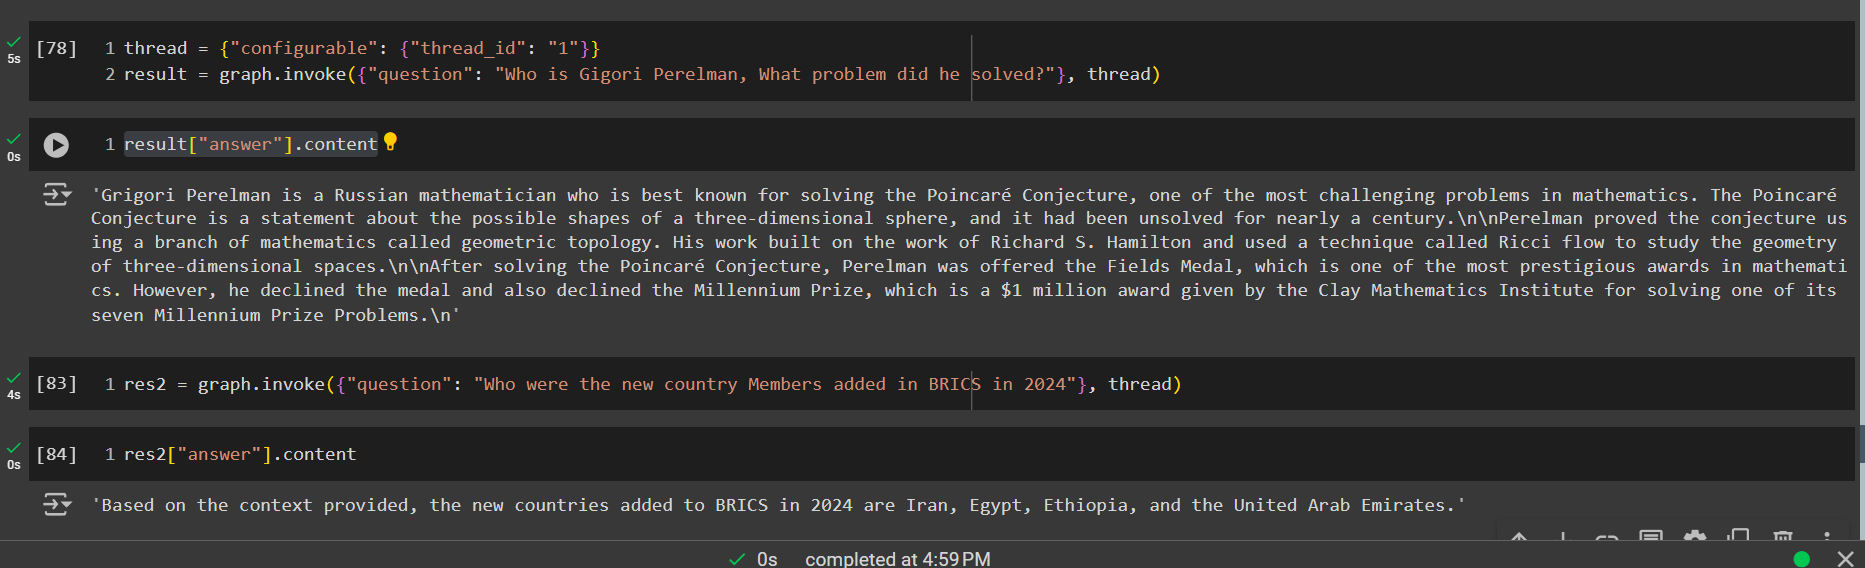 [78] 1 thread = {"configurable": {"thread_id": "1"}}
5s 2 result = graph.invoke({"question": "Who is Gigori Perelman, What problem did he solved?"}, thread)
1 result["answer"].content
0s
'Grigori Perelman is a Russian mathematician who is best known for solving the Poincaré Conjecture, one of the most challenging problems in mathematics. The Poincaré
Conjecture is a statement about the possible shapes of a three-dimensional sphere, and it had been unsolved for nearly a century.\n\nPerelman proved the conjecture us
ing a branch of mathematics called geometric topology. His work built on the work of Richard S. Hamilton and used a technique called Ricci flow to study the geometry
of three-dimensional spaces.\n\nAfter solving the Poincaré Conjecture, Perelman was offered the Fields Medal, which is one of the most prestigious awards in mathemati
cs. However, he declined the medal and also declined the Millennium Prize, which is a $1 million award given by the Clay Mathematics Institute for solving one of its
seven Millennium Prize Problems.\n'
[83] 1 res2 = graph.invoke({"question": "Who were the new country Members added in BRICS in 2024"}, thread)
4s
[84] 1 res2["answer"].content
0s
'Based on the context provided, the new countries added to BRICS in 2024 are Iran, Egypt, Ethiopia, and the United Arab Emirates.'
0s completed at 4:59 PM